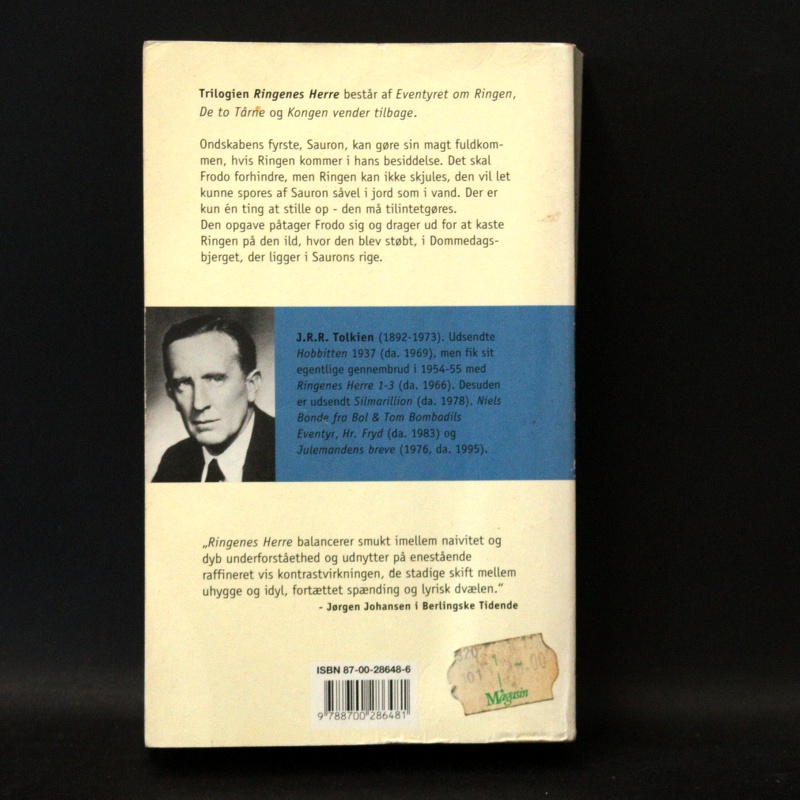 Trilogien Ringenes Herre består af Eventyret om Ringen,
De to Tårne og Kongen vender tilbage.
Ondskabens fyrste, Sauron, kan gøre sin magt fuldkom-
men, hvis Ringen kommer i hans besiddelse. Det skal
Frodo forhindre, men Ringen kan ikke skjules, den vil let
kunne spores af Sauron såvel i jord som i vand. Der er
kun én ting at stille op - den må tilintetgøres.
Den opgave påtager Frodo sig og drager ud for at kaste
Ringen på den ild, hvor den blev støbt, i Dommedags-
bjerget, der ligger i Saurons rige.
J.R.R. Tolkien (1892-1973). Udsendte
Hobbitten 1937 (da. 1969), men fik sit
egentlige gennembrud i 1954-55 med
Ringenes Herre 1-3 (da. 1966). Desuden
er udsendt Silmarillion (da. 1978). Niels
Bonde fra Bol & Tom Bombadils
Eventyr, Hr. Fryd (da. 1983) og
Julemandens breve (1976, da. 1995).
„Ringenes Herre balancerer smukt imellem naivitet og
dyb underforståethed og udnytter på enestående
raffineret vis kontrastvirkningen, de stadige skift mellem
uhygge og idyl, fortættet spænding og lyrisk dvælen.”
- Jørgen Johansen i Berlingske Tidende
ISBN 87-00-28648-6
9 788700 286481
Magasin